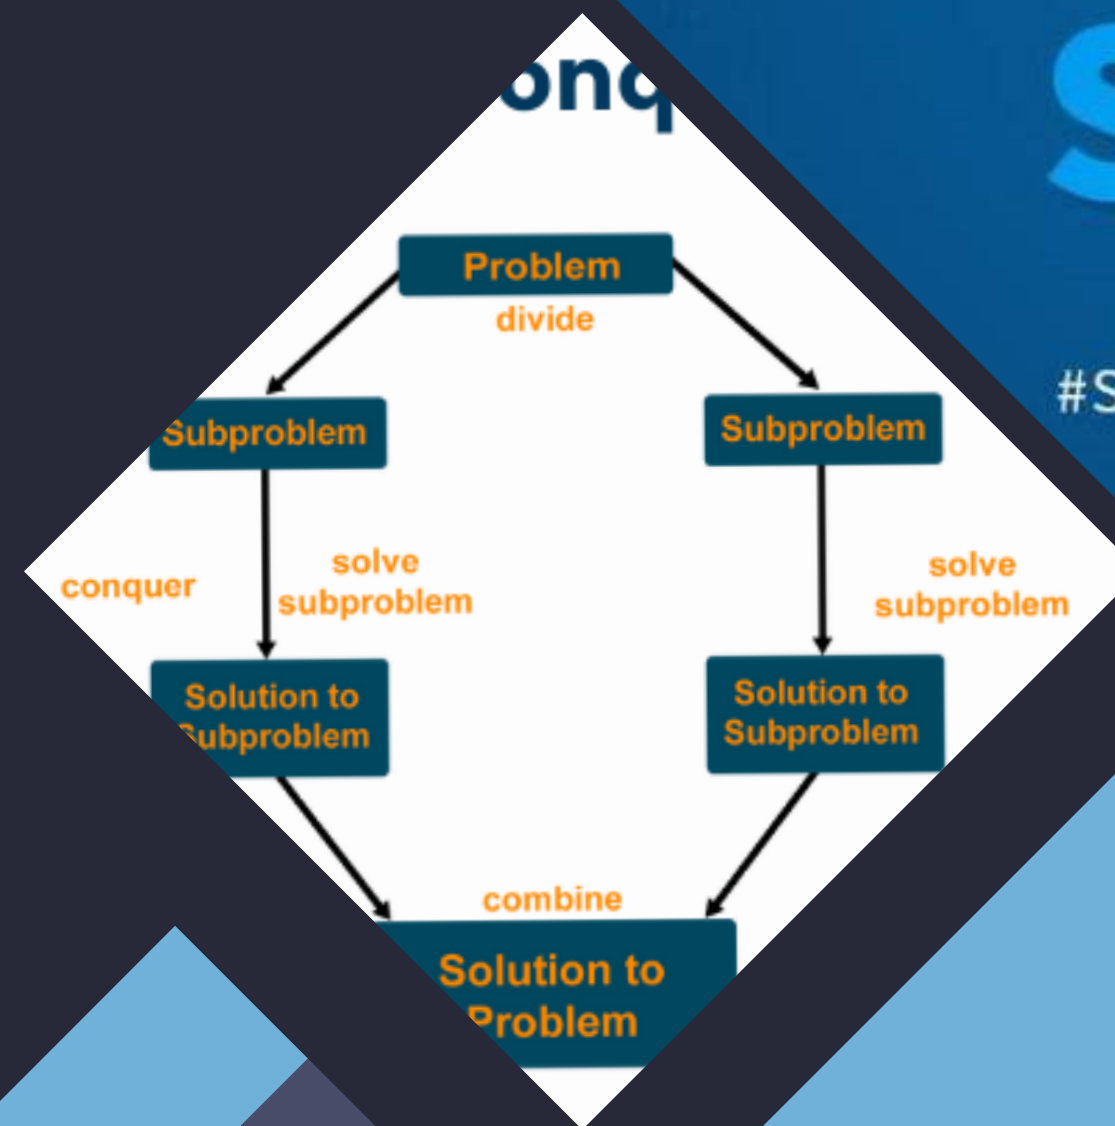 onq
S
Problem
divide
#S
Subproblem
Subproblem
conquer
solve
subproblem
solve
subproblem
Solution to
Subproblem
Solution to
Subproblem
combine
Solution to
Problem